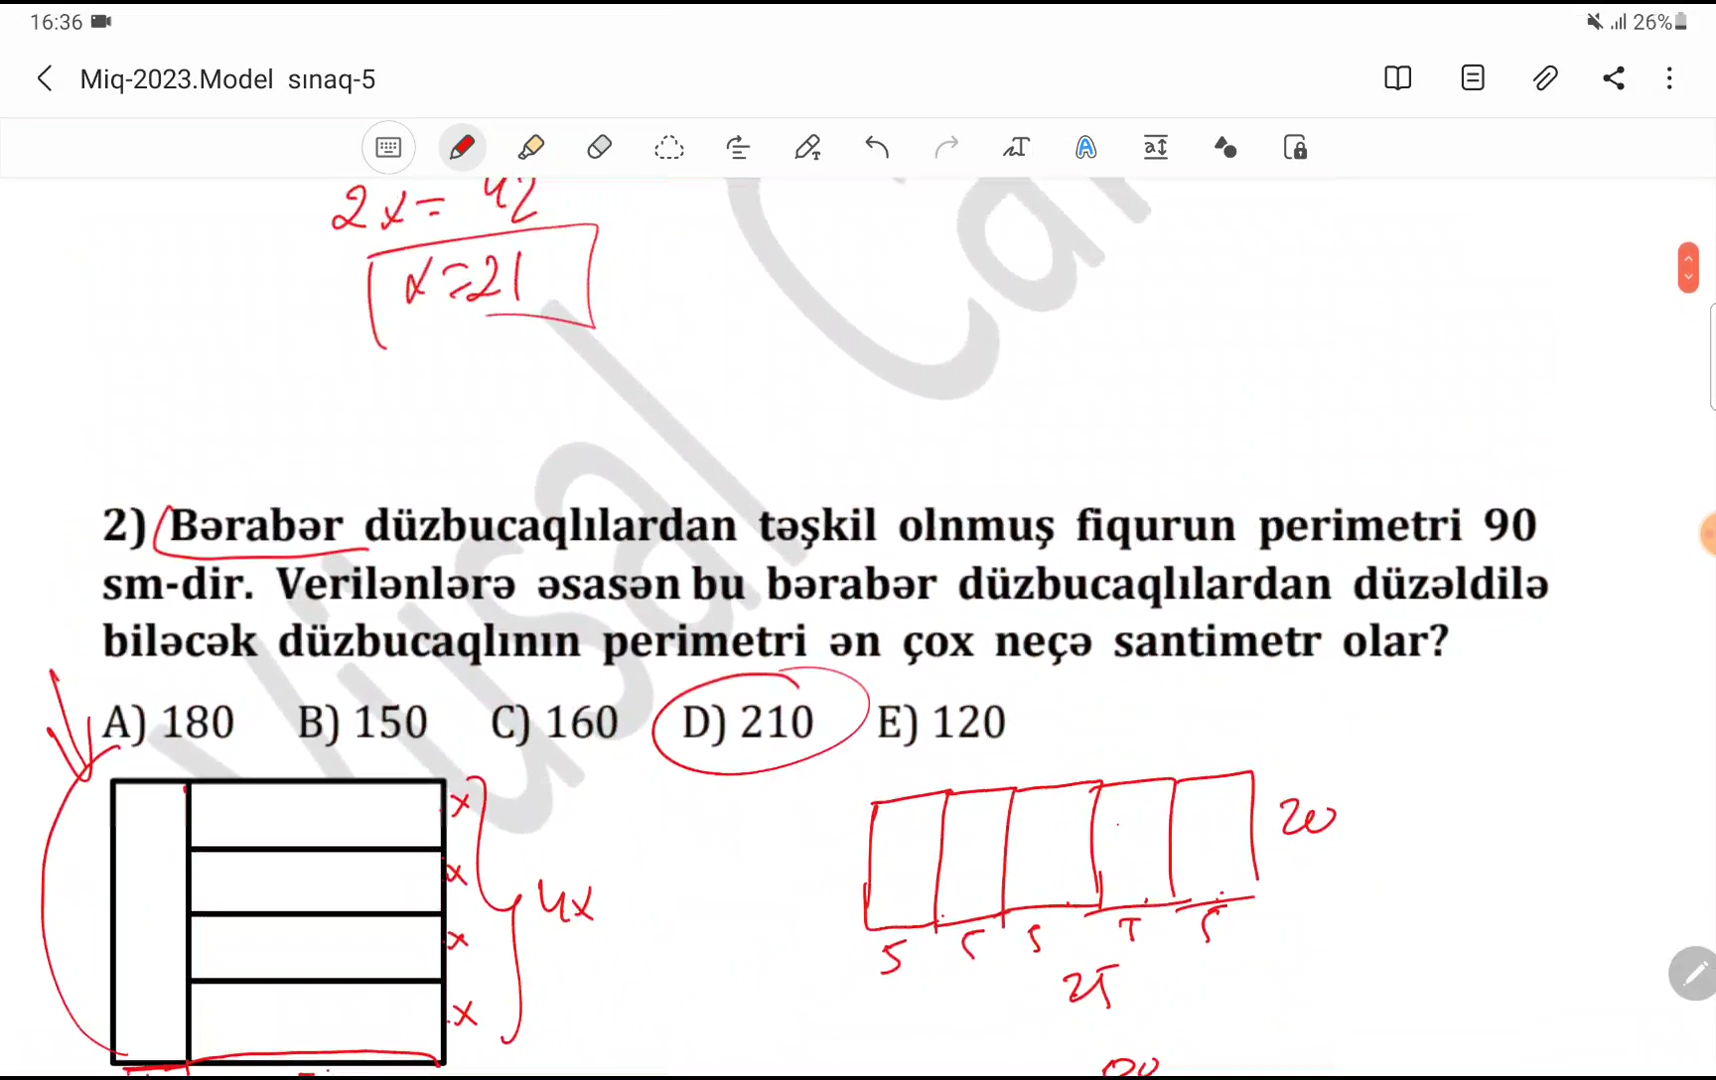 16:36
26%
Miq-2023.Model sınaq-5
2x= 42
x=21
2) Bərabər düzbucaqlılardan təşkil olnmuş fiqurun perimetri 90
sm-dir. Verilənlərə əsasən bu bərabər düzbucaqlılardan düzəldilə
biləcək düzbucaqlının perimetri ən çox neçə santimetr olar?
A) 180 B) 150 C) 160 D) 210 E) 120
x
x
x
x
4x
20
5 5 5 5 5
25
Vüsal